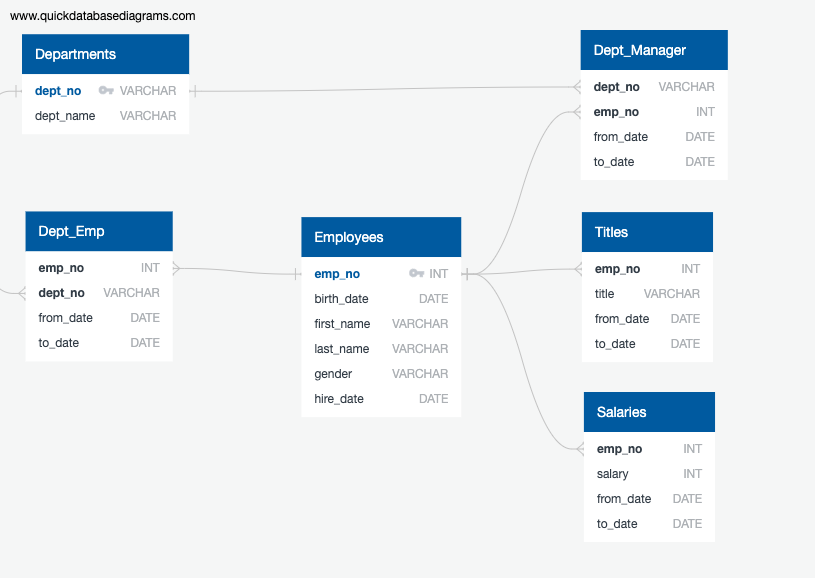 www.quickdatabasediagrams.com
Departments
dept_no VARCHAR
dept_name VARCHAR
Dept_Manager
dept_no VARCHAR
emp_no INT
from_date DATE
to_date DATE
Dept_Emp
emp_no INT
dept_no VARCHAR
from_date DATE
to_date DATE
Employees
emp_no INT
birth_date DATE
first_name VARCHAR
last_name VARCHAR
gender VARCHAR
hire_date DATE
Titles
emp_no INT
title VARCHAR
from_date DATE
to_date DATE
Salaries
emp_no INT
salary INT
from_date DATE
to_date DATE